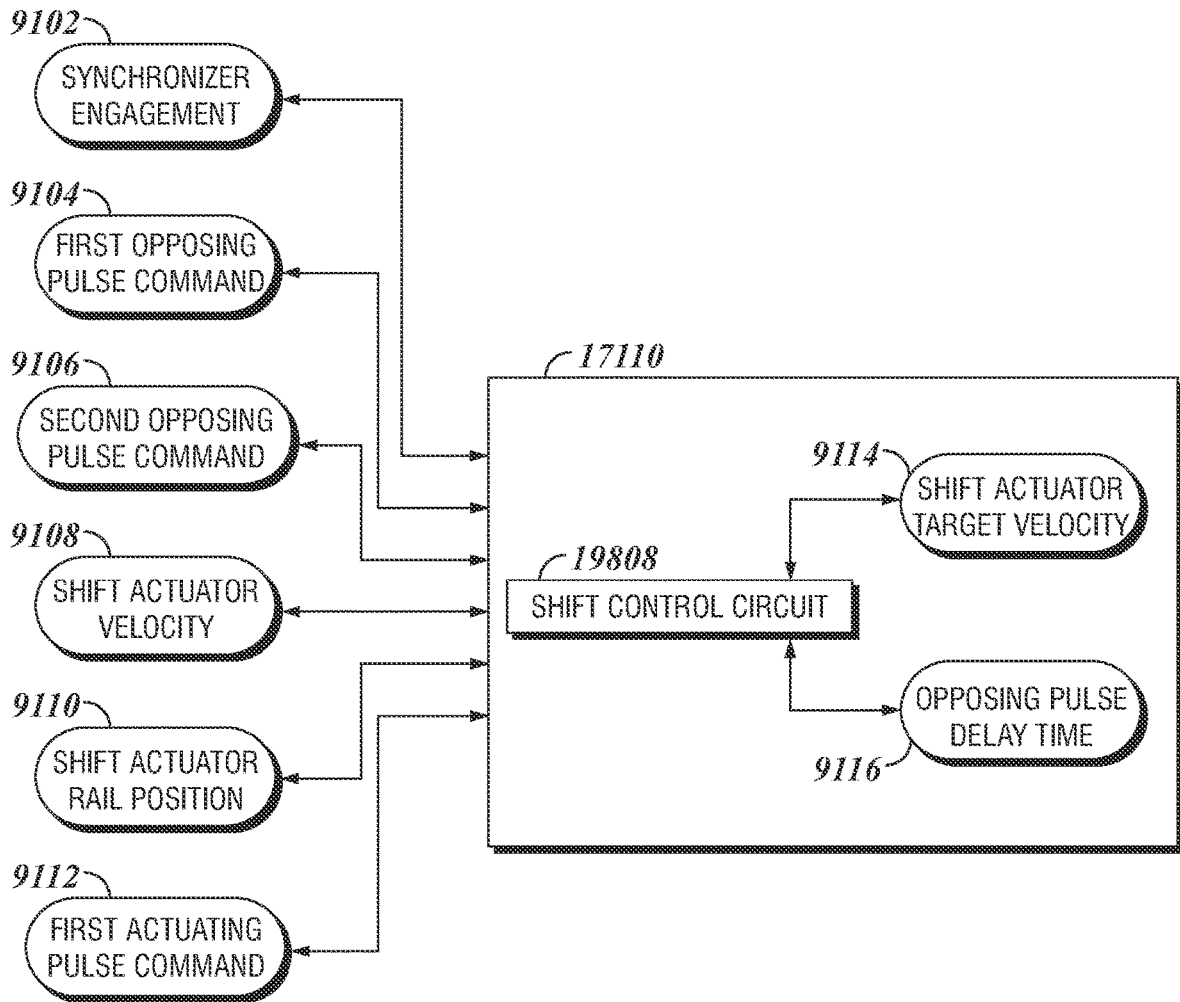 9102
SYNCHRONIZER
ENGAGEMENT
9104
FIRST OPPOSING
PULSE COMMAND
9106
SECOND OPPOSING
PULSE COMMAND
9108
SHIFT ACTUATOR
VELOCITY
9110
SHIFT ACTUATOR
RAIL POSITION
9112
FIRST ACTUATING
PULSE COMMAND
17110
19808
SHIFT CONTROL CIRCUIT
9114
SHIFT ACTUATOR
TARGET VELOCITY
OPPOSING PULSE
DELAY TIME
9116